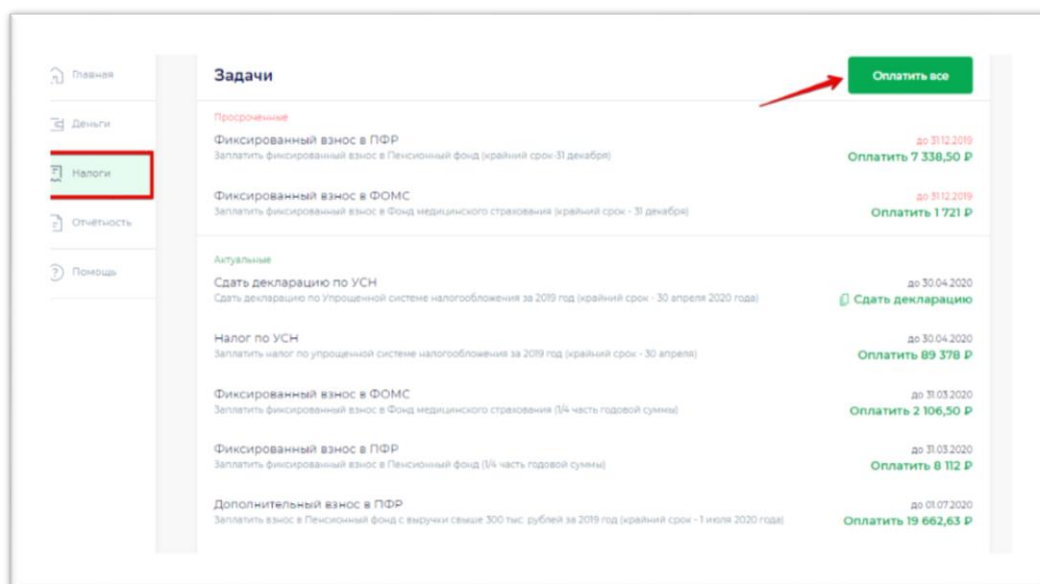 Главная
Деньги
Налоги
Отчетность
Помощь
Задачи
Оплатить все
Просроченные
Фиксированный взнос в ПФР
до 31.12.2019
Заплатить фиксированный взнос в Пенсионный фонд (крайний срок-31 декабря)
Оплатить 7 338,50 ₽
Фиксированный взнос в ФОМС
до 31.12.2019
Заплатить фиксированный взнос в Фонд медицинского страхования (крайний срок - 31 декабря)
Оплатить 1 721 ₽
Актуальные
Сдать декларацию по УСН
до 30.04.2020
Сдать декларацию по Упрощенной системе налогообложения за 2019 год (крайний срок - 30 апреля 2020 года)
Сдать декларацию
Налог по УСН
до 30.04.2020
Заплатить налог по упрощенной системе налогообложения за 2019 год (крайний срок - 30 апреля)
Оплатить 89 378 ₽
Фиксированный взнос в ФОМС
до 31.03.2020
Заплатить фиксированный взнос в Фонд медицинского страхования (1/4 часть годовой суммы)
Оплатить 2 106,50 ₽
Фиксированный взнос в ПФР
до 31.03.2020
Заплатить фиксированный взнос в Пенсионный фонд (1/4 часть годовой суммы)
Оплатить 8 112 ₽
Дополнительный взнос в ПФР
до 01.07.2020
Заплатить взнос в Пенсионный фонд с выручки свыше 300 тыс. рублей за 2019 год (крайний срок - 1 июля 2020 года)
Оплатить 19 662,63 ₽